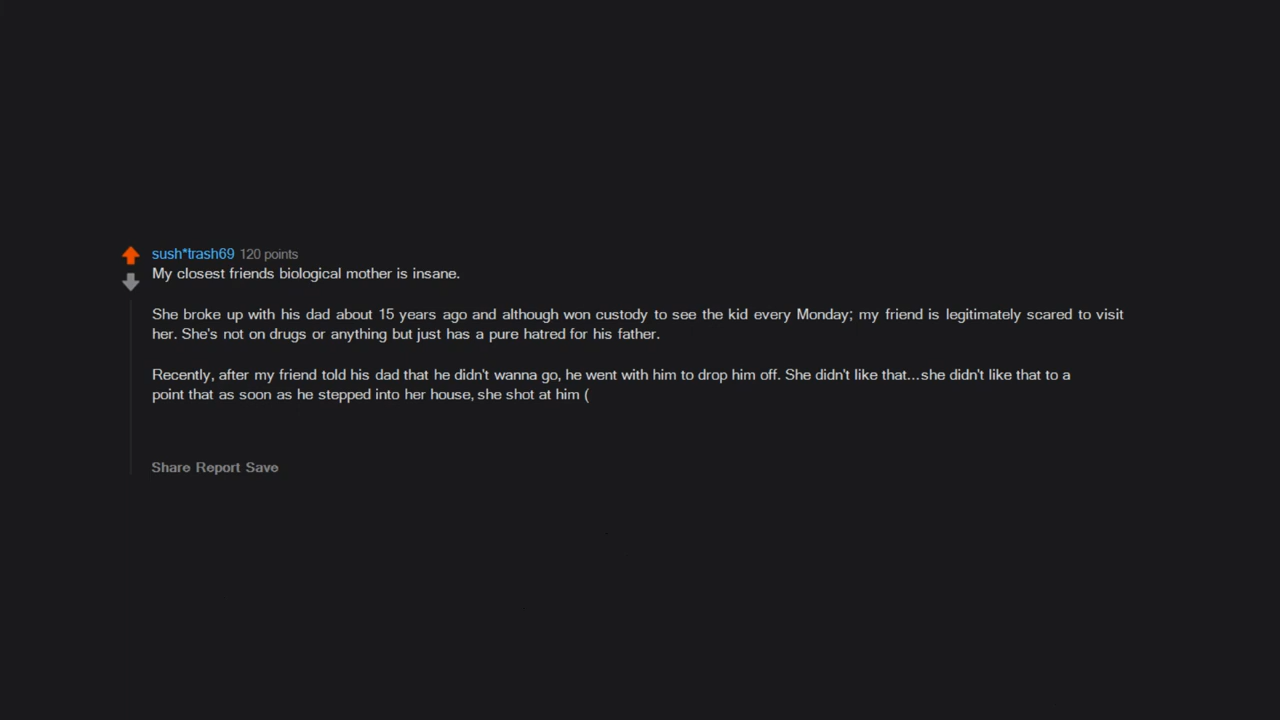 sush*trash69 120 points
My closest friends biological mother is insane.
She broke up with his dad about 15 years ago and although won custody to see the kid every Monday; my friend is legitimately scared to visit
her. She's not on drugs or anything but just has a pure hatred for his father.
Recently, after my friend told his dad that he didn't wanna go, he went with him to drop him off. She didn't like that...she didn't like that to a
point that as soon as he stepped into her house, she shot at him (
Share Report Save